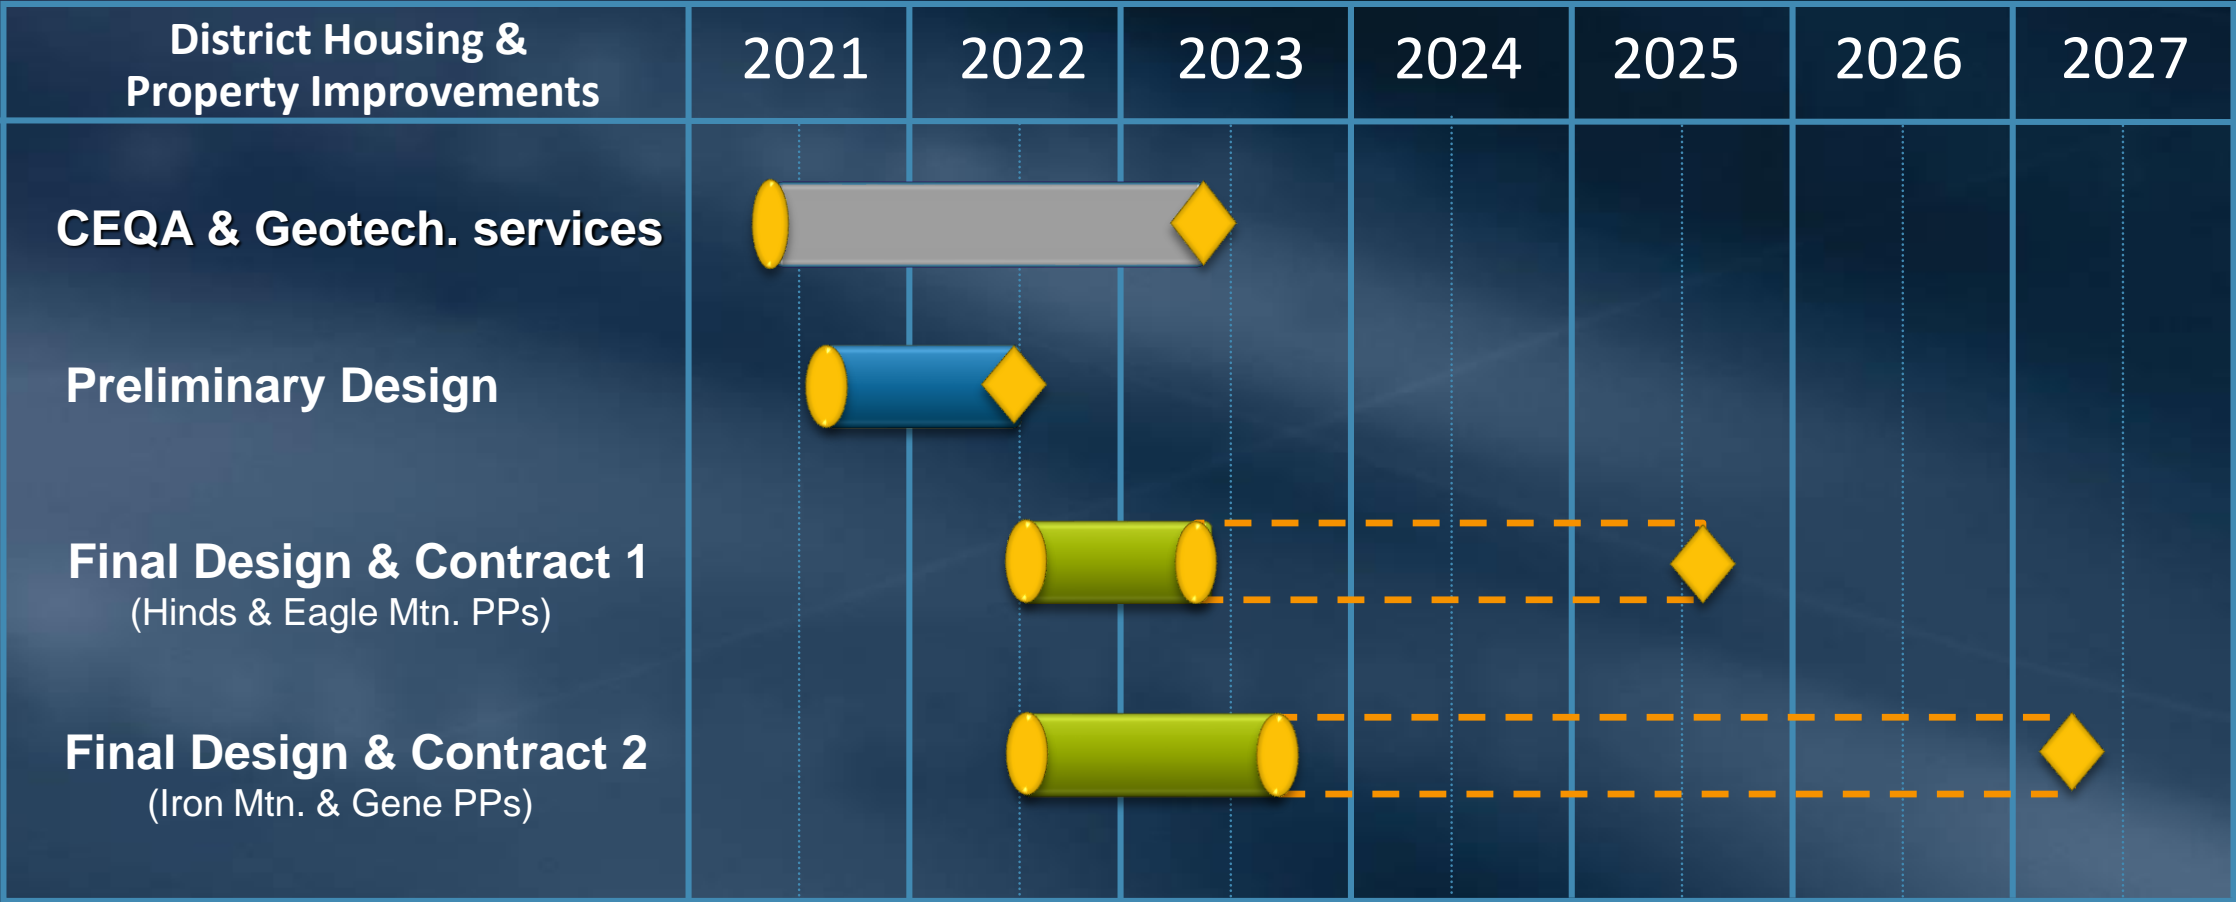 District Housing &
Property Improvements
2021
2022
2023
2024
2025
2026
2027
CEQA & Geotech. services
Preliminary Design
Final Design & Contract 1
(Hinds & Eagle Mtn. PPs)
Final Design & Contract 2
(Iron Mtn. & Gene PPs)